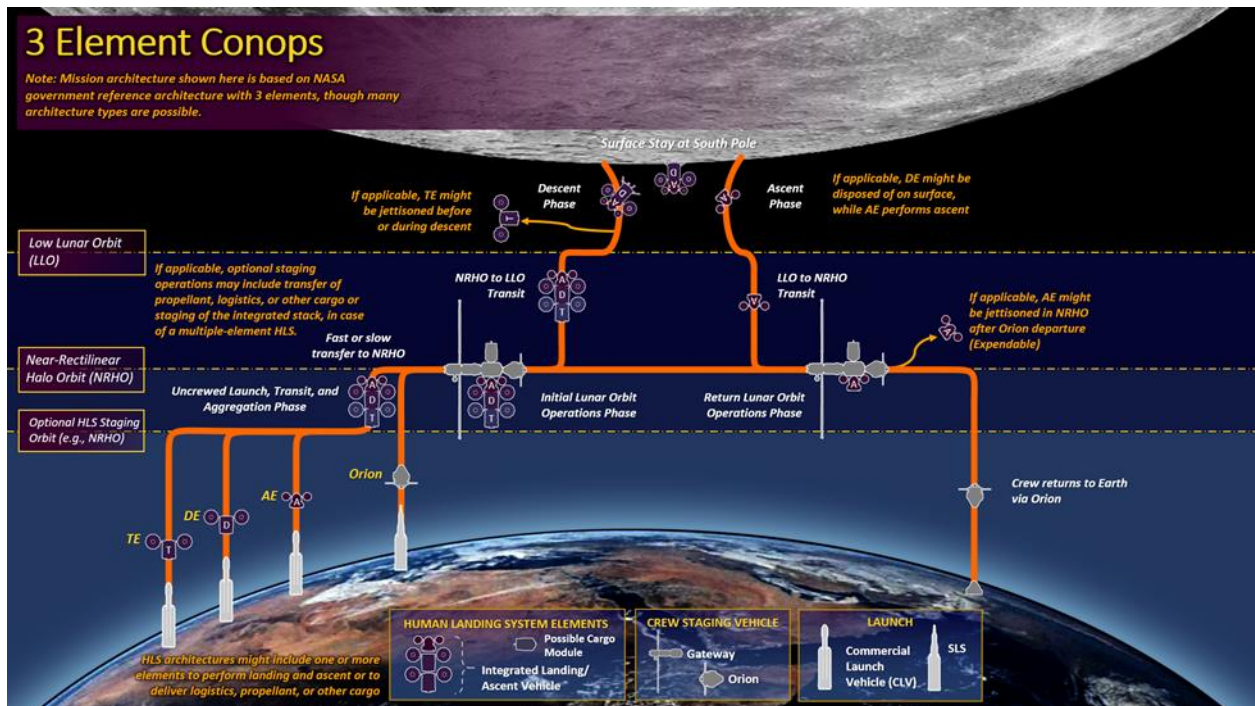 3 Element Conops
Note: Mission architecture shown here is based on NASA
government reference architecture with 3 elements, though many
architecture types are possible.
Surface Stay at South Pole
D
A
Descent
Phase
D
A
A
Ascent
Phase
If applicable, DE might be
disposed of on surface,
while AE performs ascent
If applicable, TE might
be jettisoned before
or during descent
T
Low Lunar Orbit
(LLO)
If applicable, optional staging
operations may include transfer of
propellant, logistics, or other cargo or
staging of the integrated stack, in case
of a multiple-element HLS.
NRHO to LLO
Transit
A
D
T
LLO to NRHO
Transit
A
If applicable, AE might
be jettisoned in NRHO
after Orion departure
(Expendable)
A
Fast or slow
transfer to NRHO
Near-Rectilinear
Halo Orbit (NRHO)
Uncrewed Launch, Transit, and
Aggregation Phase
A
D
T
A
D
T
Initial Lunar Orbit
Operations Phase
Return Lunar Orbit
Operations Phase
A
Optional HLS Staging
Orbit (e.g., NRHO)
Orion
AE
A
DE
D
TE
T
Crew returns to Earth
via Orion
HLS architectures might include one or more
elements to perform landing and ascent or to
deliver logistics, propellant, or other cargo
HUMAN LANDING SYSTEM ELEMENTS
Possible Cargo
Module
Integrated Landing/
Ascent Vehicle
CREW STAGING VEHICLE
Gateway
Orion
LAUNCH
Commercial
Launch
Vehicle (CLV)
SLS